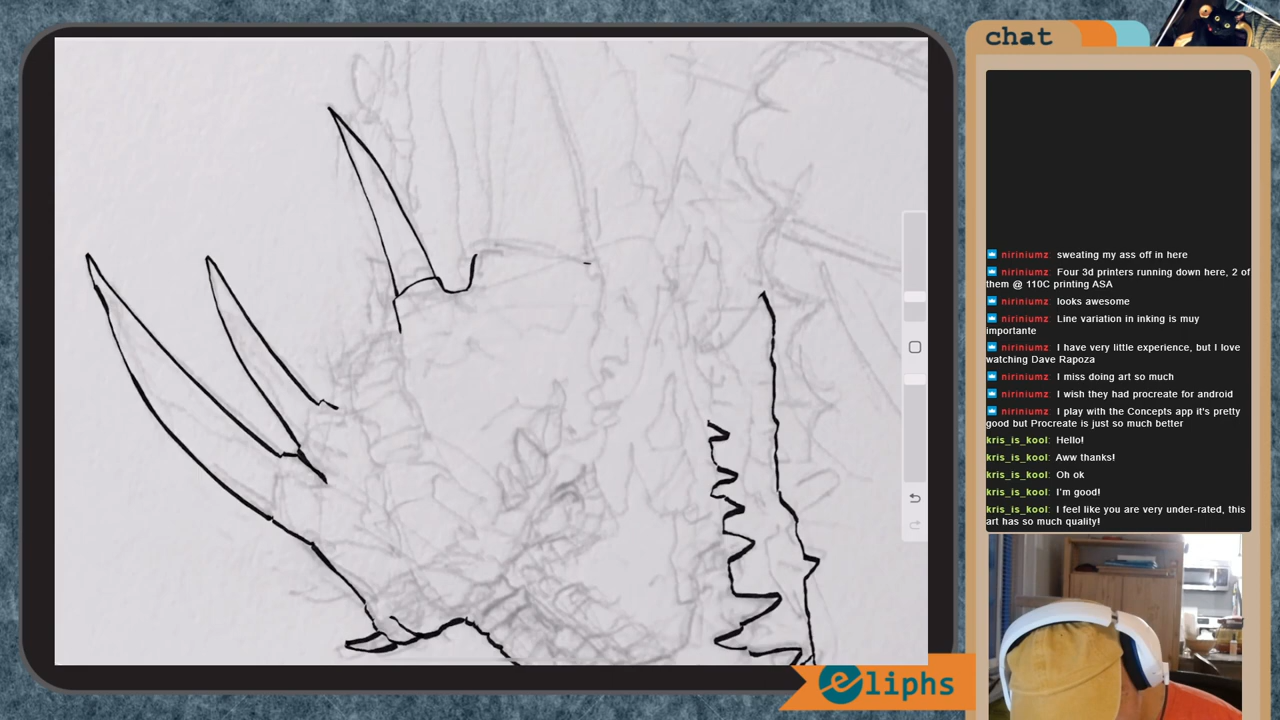 chat
niriniumz sweating my ass off in here
niriniumz Four 3d printers running down here, 2 of
them @ 110C printing ASA
niriniumz looks awesome
niriniumz Line variation in inking is muy
importante
niriniumz I have very little experience, but I love
watching Dave Rapoza
niriniumz I miss doing art so much
niriniumz I wish they had procreate for android
niriniumz I play with the Concepts app it's pretty
good but Procreate is just so much better
kris_is_kool: Hello!
kris_is_kool: Aww thanks!
kris_is_kool: Oh ok
kris_is_kool: I'm good!
kris_is_kool: I feel like you are very under-rated, this
art has so much quality!
eliphs